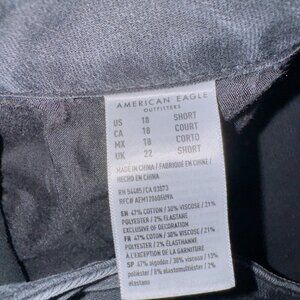 AMERICAN EAGLE
OUTFITTERS
US 18 SHORT
CA 18 COURT
MX 18 CORTO
UK 22 SHORT
MADE IN CHINA / FABRIQUÉ EN CHINE /
HECHO EN CHINA
RN 54485/CA 03073
EN 47% COTTON / 30% VISCOSE / 21%
POLYESTER / 2% ELASTANE
EXCLUSIVE OF DECORATION
FR 47% COTON / 30% VISCOSE / 21%
POLYESTER / 2% ÉLASTHANNE
À L'EXCEPTION DE LA GARNITURE
SP 47% algodón / 30% viscosa / 21%
poliéster / 2% elastano